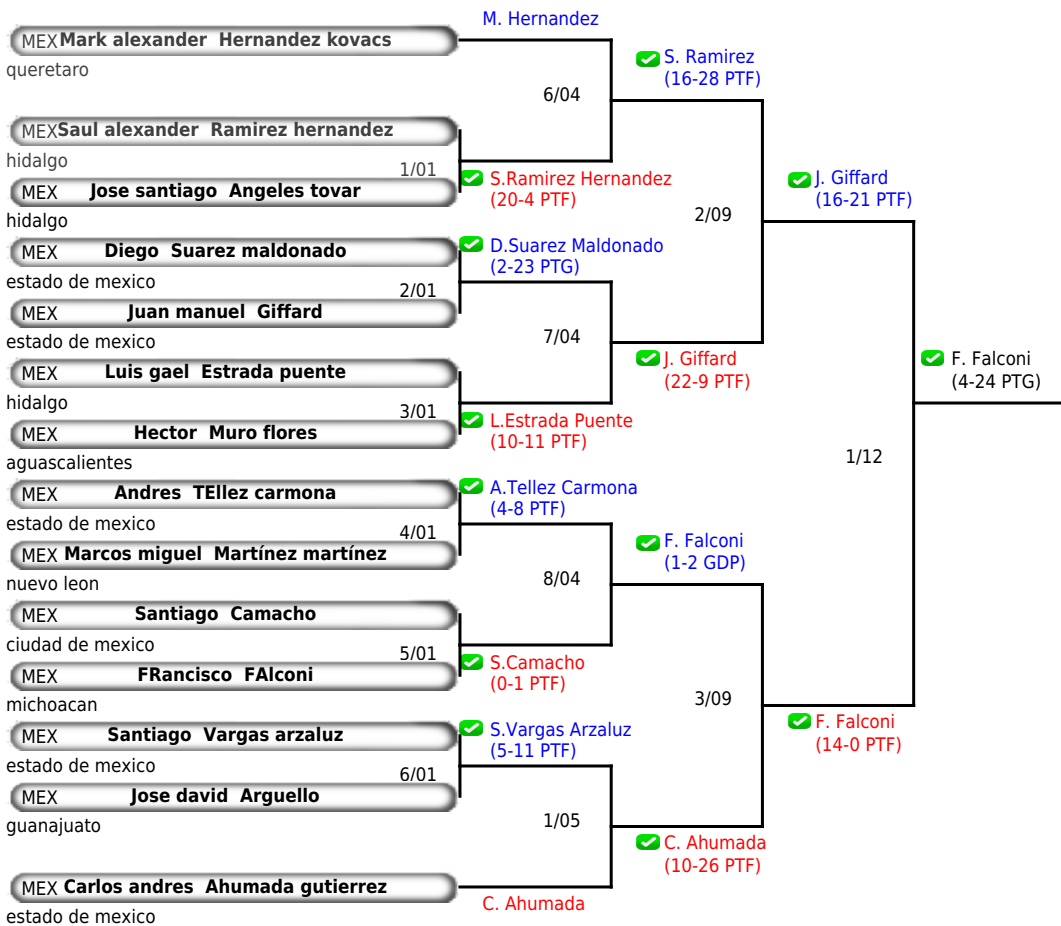 M. Hernandez
MEX Mark alexander Hernandez kovacs
queretaro
S. Ramirez
(16-28 PTF)
6/04
MEX Saul alexander Ramirez hernandez
hidalgo
1/01
S.Ramirez Hernandez
(20-4 PTF)
MEX Jose santiago Angeles tovar
hidalgo
J. Giffard
(16-21 PTF)
2/09
MEX Diego Suarez maldonado
estado de mexico
D.Suarez Maldonado
(2-23 PTG)
2/01
MEX Juan manuel Giffard
estado de mexico
7/04
J. Giffard
(22-9 PTF)
MEX Luis gael Estrada puente
hidalgo
3/01
L.Estrada Puente
(10-11 PTF)
MEX Hector Muro flores
aguascalientes
F. Falconi
(4-24 PTG)
1/12
MEX Andres TEllez carmona
estado de mexico
A.Tellez Carmona
(4-8 PTF)
4/01
MEX Marcos miguel Martínez martínez
nuevo leon
F. Falconi
(1-2 GDP)
8/04
MEX Santiago Camacho
ciudad de mexico
5/01
S.Camacho
(0-1 PTF)
MEX FRancisco FAlconi
michoacan
3/09
F. Falconi
(14-0 PTF)
MEX Santiago Vargas arzaluz
estado de mexico
S.Vargas Arzaluz
(5-11 PTF)
6/01
MEX Jose david Arguello
guanajuato
1/05
C. Ahumada
(10-26 PTF)
MEX Carlos andres Ahumada gutierrez
estado de mexico
C. Ahumada